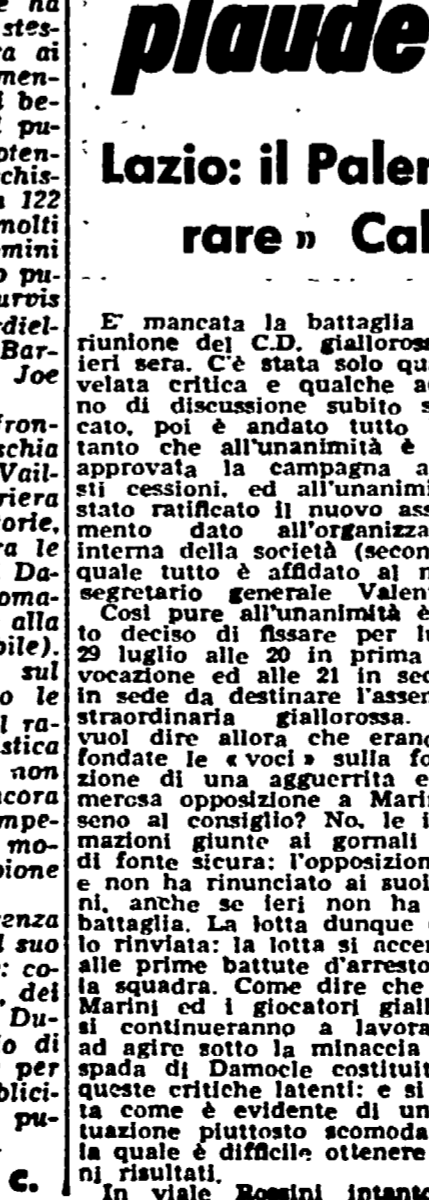 e ha
stes-
ra ai
men-
i be-
pu-
oten-
chis-
122
molti
mini
o pu-
urvis
rdiel-
Bar-
Joe
fron-
schia
Vail-
riera
torie,
ra le
Da-
oma-
alla
bile).
sul
o le
l ra-
stica
non
ncora
mpe-
mo-
pione
senza
l suo
: co-
dei
Du-
io di
per
blici-
pu-
C.
plaude
Lazio: il Paler
rare » Cal
E' mancata la battaglia
riunione del C.D. gialloross
ieri sera. C'è stata solo qua
velata critica e qualche a
no di discussione subito s
cato, poi è andato tutto
tanto che all'unanimità è
approvata la campagna a
sti cessioni, ed all'unanimi
stato ratificato il nuovo ass
mento dato all'organizza
interna della società (secon
quale tutto è affidato al n
segretario generale Valen
Così pure all'unanimità è
to deciso di fissare per lu
29 luglio alle 20 in prima
vocazione ed alle 21 in sec
in sede da destinare l'assem
straordinaria giallorossa.
vuol dire allora che eranc
fondate le « voci » sulla fo
zione di una agguerrita e
merosa opposizione a Mari
seno al consiglio? No, le i
mazioni giunte ai gornali
di fonte sicura: l'opposizion
e non ha rinunciato ai suoi
ni, anche se ieri non ha
battaglia. La lotta dunque
lo rinviata: la lotta si accen
alle prime battute d'arresto
la squadra. Come dire che
Marini ed i giocatori giall
si continueranno a lavora
ad agire sotto la minaccia
spada di Damocle costituit
queste critiche latenti: e si
ta come è evidente di un
tuazione piuttosto scomoda
la quale è difficile ottenere
ni risultati.
In viale Rossini intanto